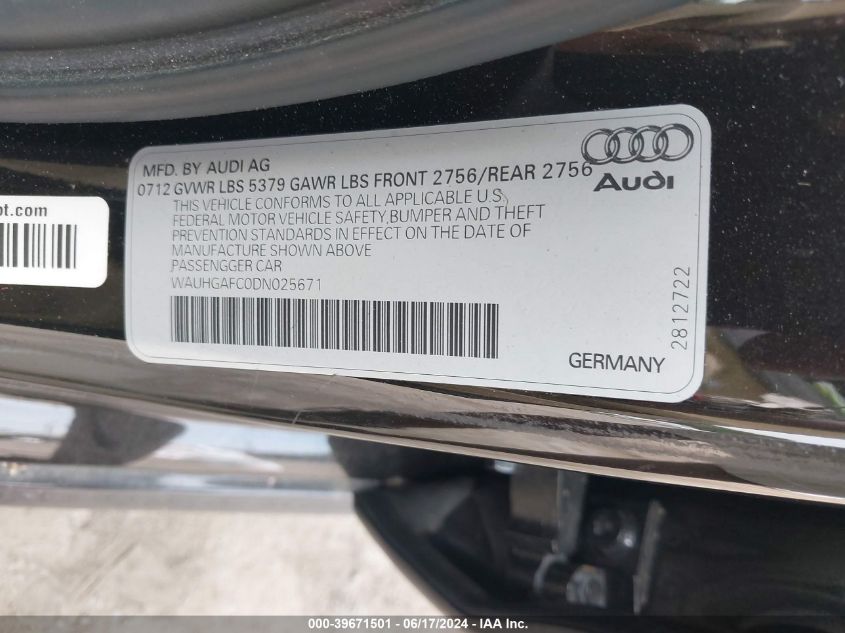 MFD. BY AUDI AG
0712 GVWR LBS 5379 GAWR LBS FRONT 2756/REAR 2756
THIS VEHICLE CONFORMS TO ALL APPLICABLE U.S
FEDERAL MOTOR VEHICLE SAFETY,BUMPER AND THEFT
PREVENTION STANDARDS IN EFFECT ON THE DATE OF
MANUFACTURE SHOWN ABOVE
PASSENGGER CAR
WAUHGAFC0DN025671
GERMANY
2812722
Audi
000-39671501 - 06/17/2024 - IAA Inc.